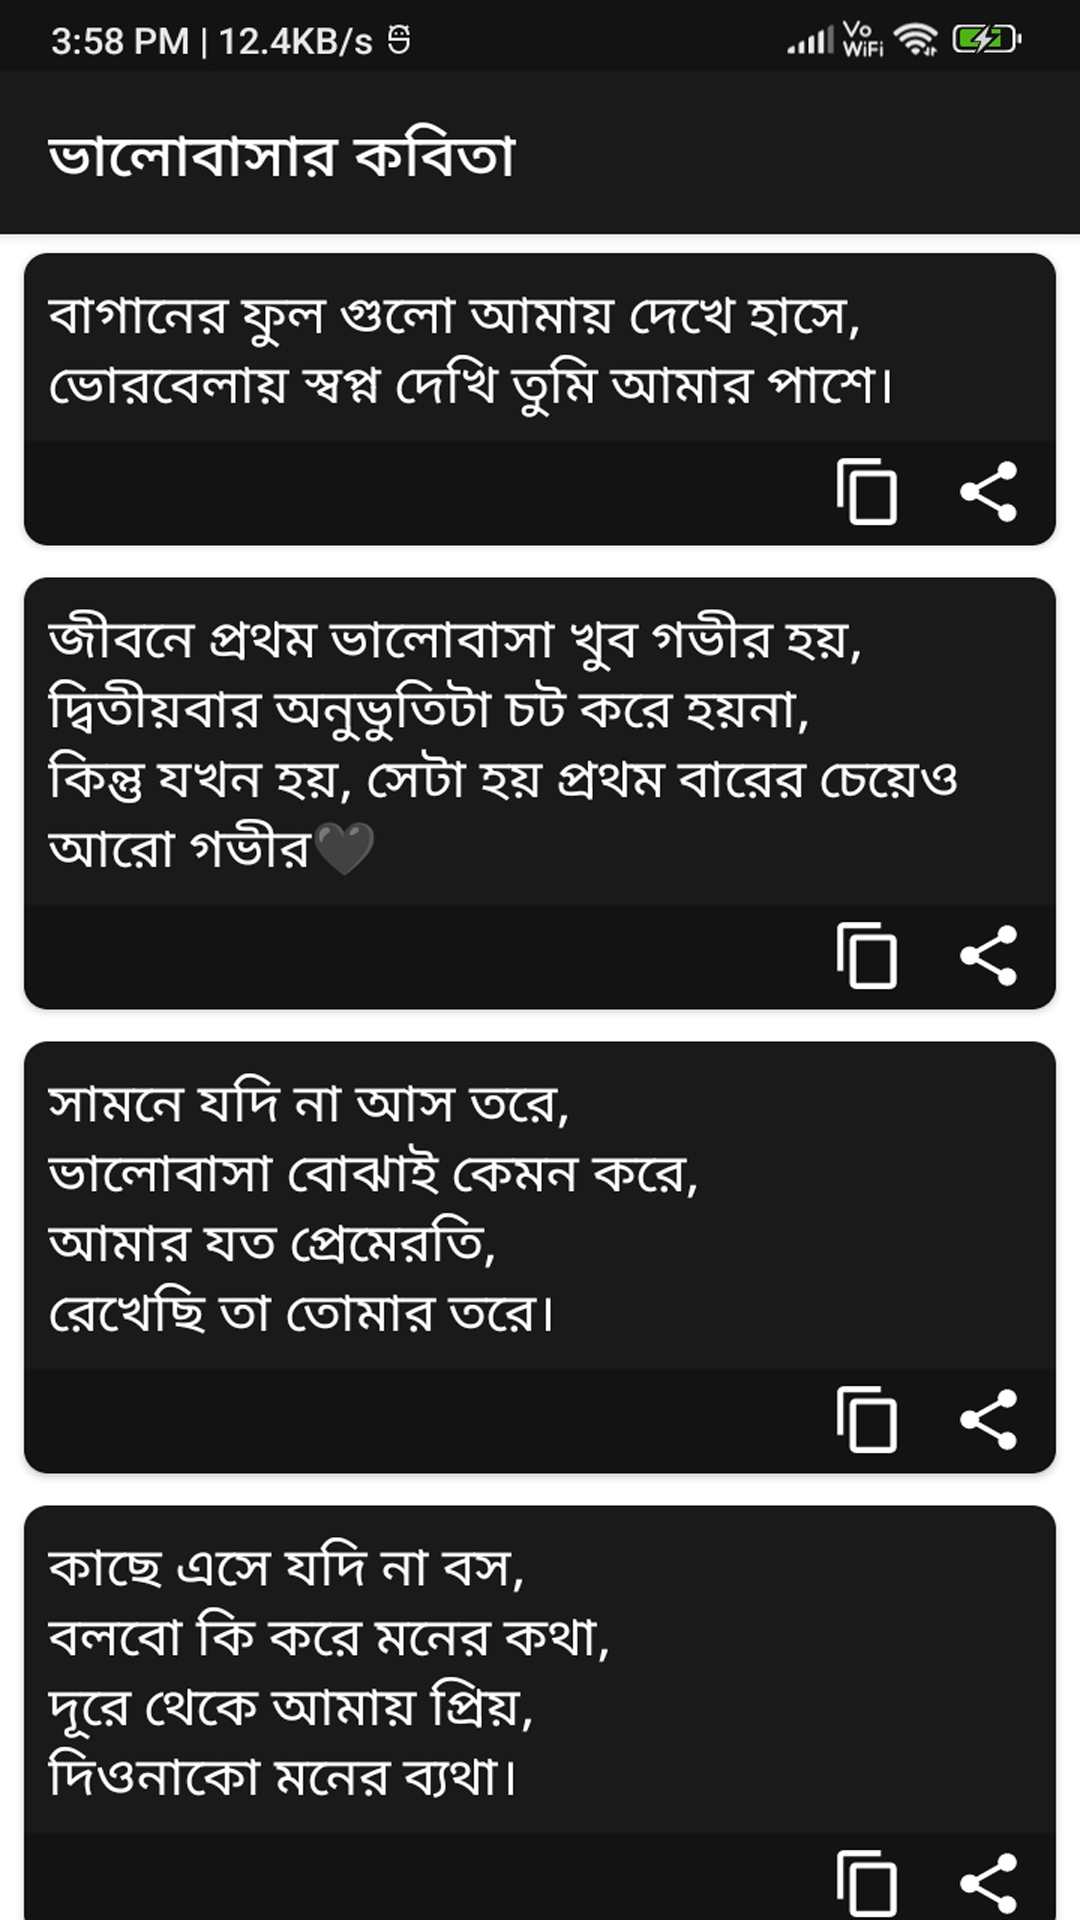 3:58 PM | 12.4KB/s
Vo
WiFi
ভালোবাসার কবিতা
বাগানের ফুল গুলো আমায় দেখে হাসে,
ভোরবেলায় স্বপ্ন দেখি তুমি আমার পাশে।
জীবনে প্রথম ভালোবাসা খুব গভীর হয়,
দ্বিতীয়বার অনুভুতিটা চট করে হয়না,
কিন্তু যখন হয়, সেটা হয় প্রথম বারের চেয়েও
আরো গভীর🖤
সামনে যদি না আস তরে,
ভালোবাসা বোঝাই কেমন করে,
আমার যত প্রেমেরতি,
রেখেছি তা তোমার তরে।
কাছে এসে যদি না বস,
বলবো কি করে মনের কথা,
দূরে থেকে আমায় প্রিয়,
দিওনাকো মনের ব্যথা।